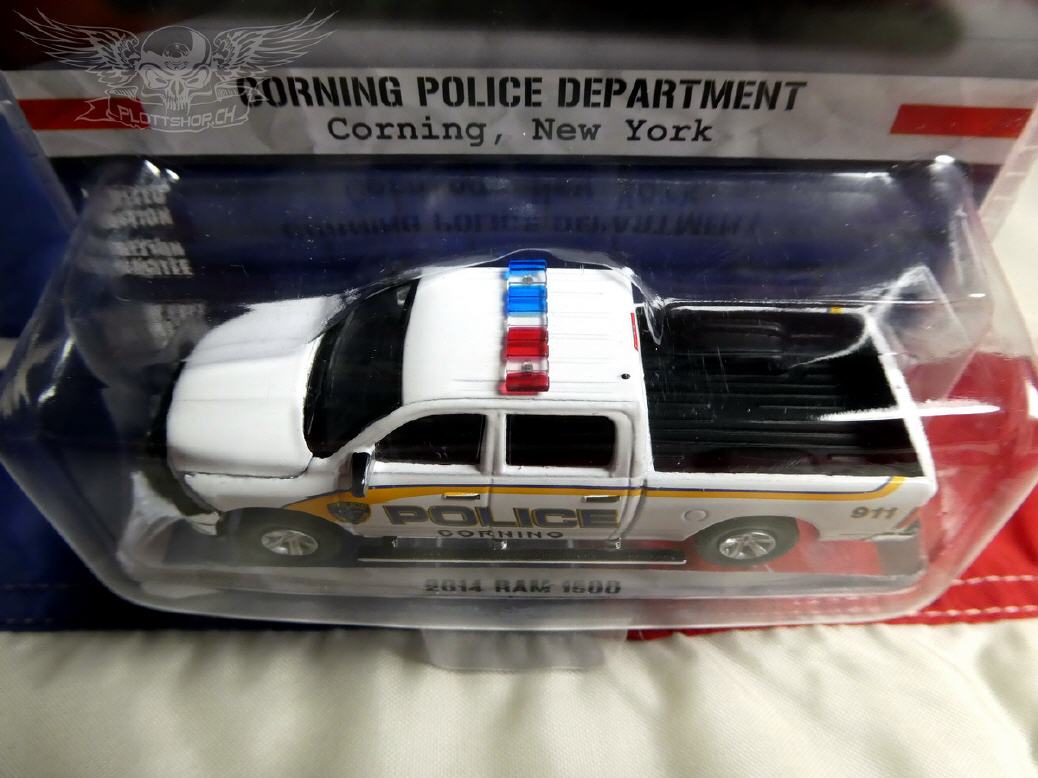 PLOTTSHOP.CH
CORNING POLICE DEPARTMENT
Corning, New York
POLICE
CORNING
911
2014 RAM 1500